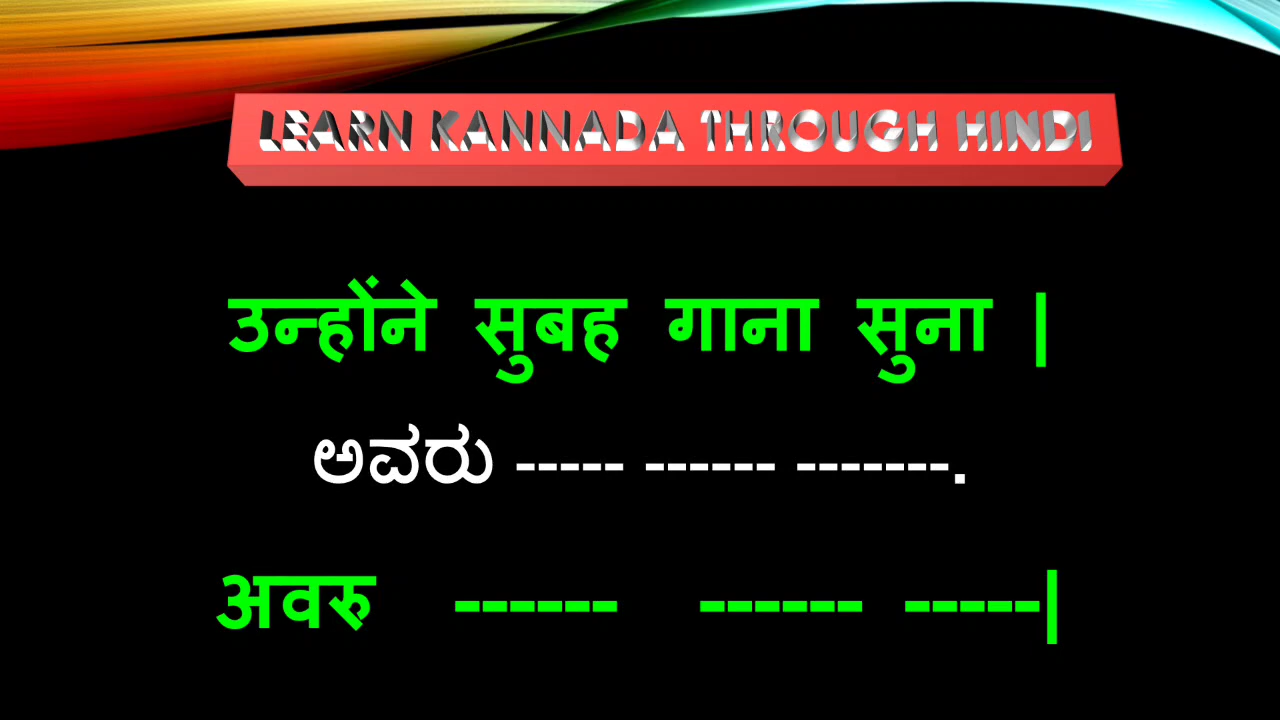 LEARN KANNADA THROUGH HINDI
उन्होंने सुबह गाना सुना |
ಅವರು ----- ------ -------.
अवरु ------ ------ -----|